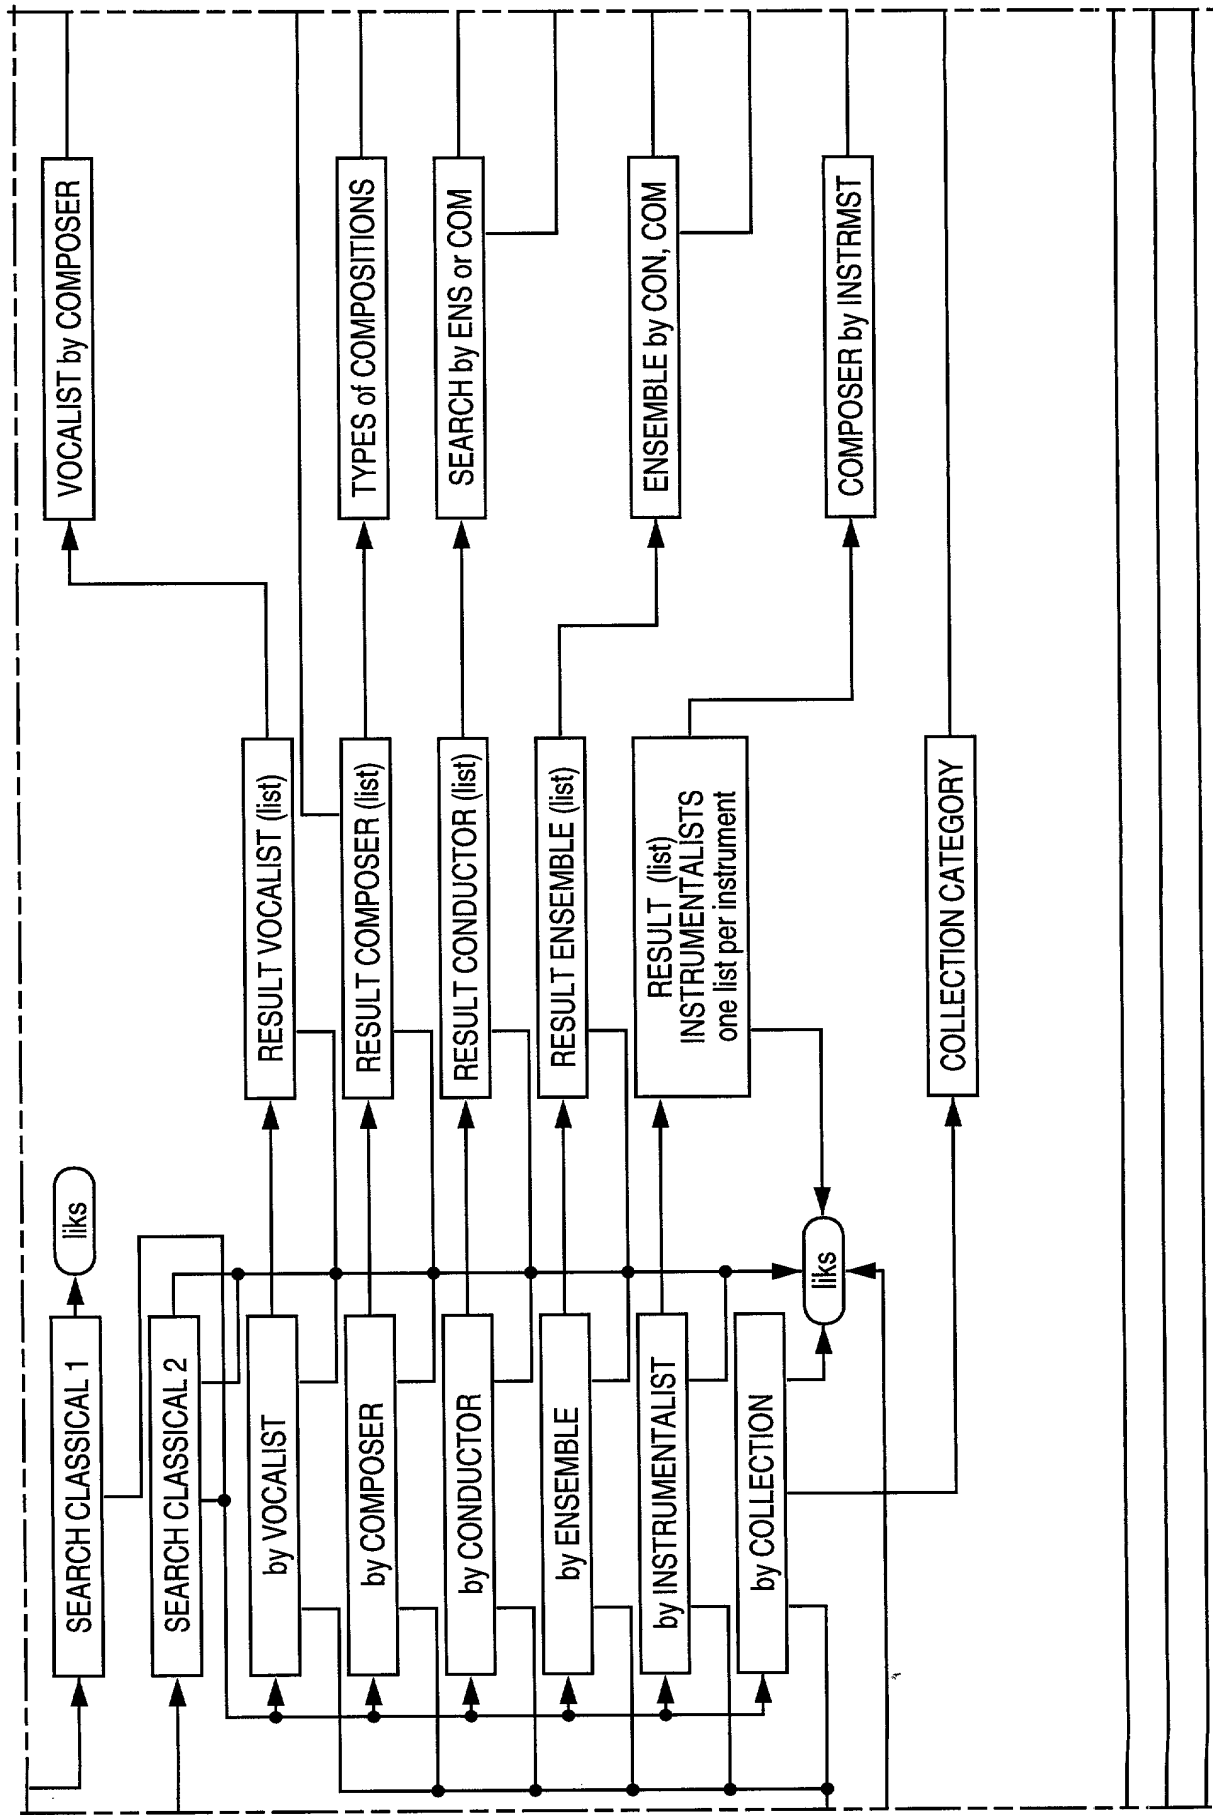 SEARCH CLASSICAL 1
liks
VOCALIST by COMPOSER
SEARCH CLASSICAL 2
by VOCALIST
RESULT VOCALIST (list)
by COMPOSER
RESULT COMPOSER (list)
TYPES of COMPOSITIONS
by CONDUCTOR
RESULT CONDUCTOR (list)
SEARCH by ENS or COM
by ENSEMBLE
RESULT ENSEMBLE (list)
ENSEMBLE by CON, COM
by INSTRUMENTALIST
RESULT (list)
INSTRUMENTALISTS
one list per instrument
COMPOSER by INSTRMST
by COLLECTION
liks
COLLECTION CATEGORY